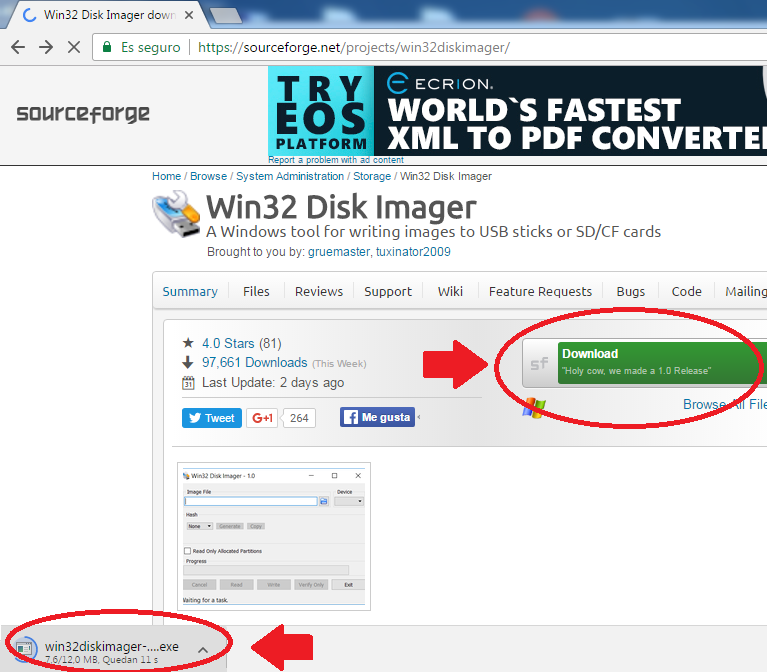 Win32 Disk Imager down
Es seguro https://sourceforge.net/projects/win32diskimager/
sourceforge
TRY
EOS
PLATFORM
ECRION.
WORLD`S FASTEST
XML TO PDF CONVERTE
Report a problem with ad content
Home / Browse / System Administration / Storage / Win32 Disk Imager
Win32 Disk Imager
A Windows tool for writing images to USB sticks or SD/CF cards
Brought to you by: gruemaster, tuxinator2009
Summary Files Reviews Support Wiki Feature Requests Bugs Code Mailing
4.0 Stars (81)
97,661 Downloads (This Week)
31 Last Update: 2 days ago
Tweet G+1 264 Me gusta
sf Download
"Holy cow, we made a 1.0 Release"
Browse All File
Win32 Disk Imager - 1.0
Image File Device
Hash
None Generate Copy
Read Only Allocated Partitions
Progress
Cancel Read Write Verify Only Exit
Waiting for a task.
win32diskimager-....exe
7.6/12.0 MB, Quedan 11 s